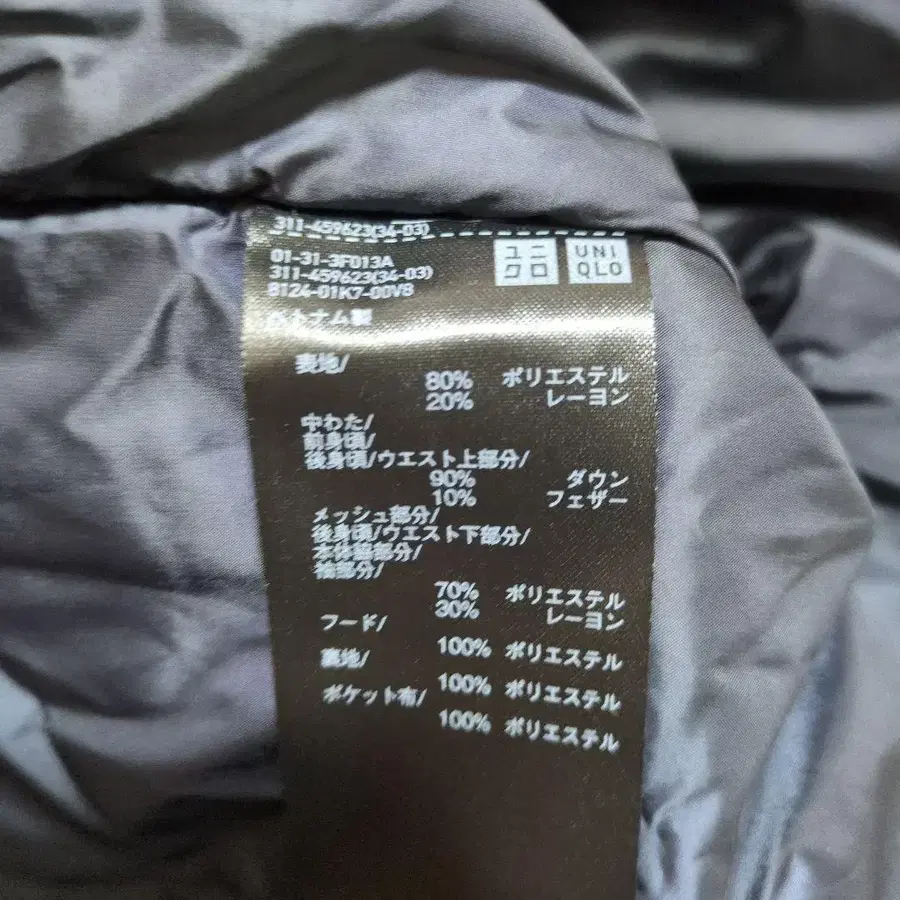 311-459623(34-03)
01-31-3F013A
311-459623(34-03)
8124-01K7-00V8
ユニ
クロ
UNI
QLO
ベトナム製
表地/
80% ポリエステル
20% レーヨン
中わた/
前身頃/
後身頃/ウエスト上部分/
90% ダウン
10% フェザー
メッシュ部分/
後身頃/ウエスト下部分/
本体脇部分/
袖部分/
70% ポリエステル
30% レーヨン
フード/
100% ポリエステル
裏地/
100% ポリエステル
ポケット布/
100% ポリエステル